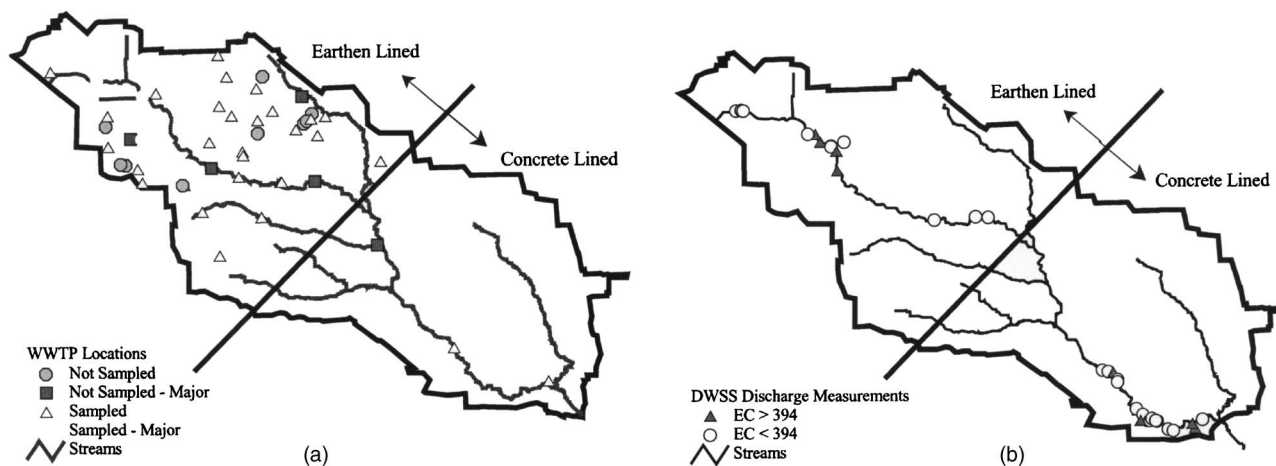 Earthen Lined
Concrete Lined
WWTP Locations
Not Sampled
Not Sampled - Major
Sampled
Sampled - Major
Streams
(a)
Earthen Lined
Concrete Lined
DWSS Discharge Measurements
EC > 394
EC < 394
Streams
(b)